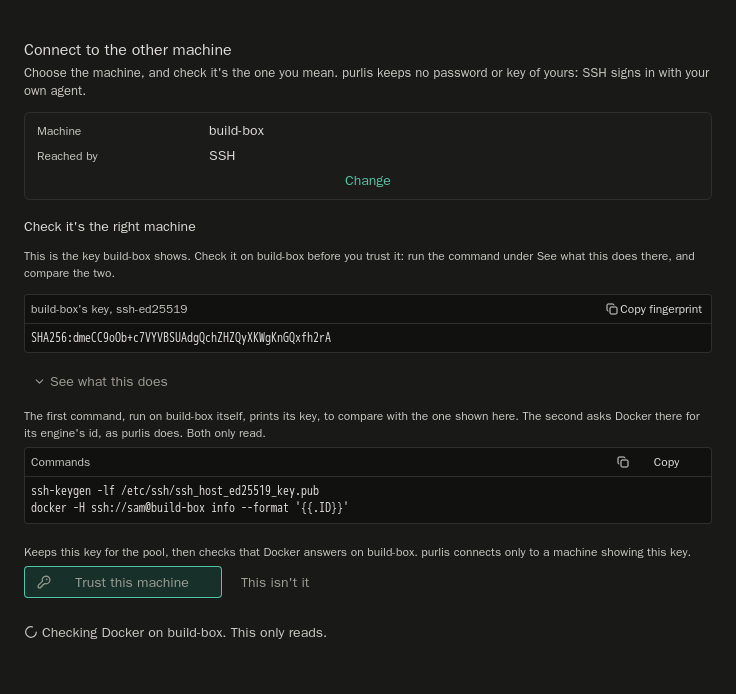 Connect to the other machine
Choose the machine, and check it's the one you mean. purlis keeps no password or key of yours: SSH signs in with your
own agent.
Machine build-box
Reached by SSH
Change
Check it's the right machine
This is the key build-box shows. Check it on build-box before you trust it: run the command under See what this does there, and
compare the two.
build-box's key, ssh-ed25519 Copy fingerprint
SHA256:dmeCC9oOb+c7VYVBSUAdgQchZHZQyXKWgKnGQxfh2rA
See what this does
The first command, run on build-box itself, prints its key, to compare with the one shown here. The second asks Docker there for
its engine's id, as purlis does. Both only read.
Commands Copy
ssh-keygen -lf /etc/ssh/ssh_host_ed25519_key.pub
docker -H ssh://sam@build-box info --format '{{.ID}}'
Keeps this key for the pool, then checks that Docker answers on build-box. purlis connects only to a machine showing this key.
Trust this machine This isn't it
Checking Docker on build-box. This only reads.